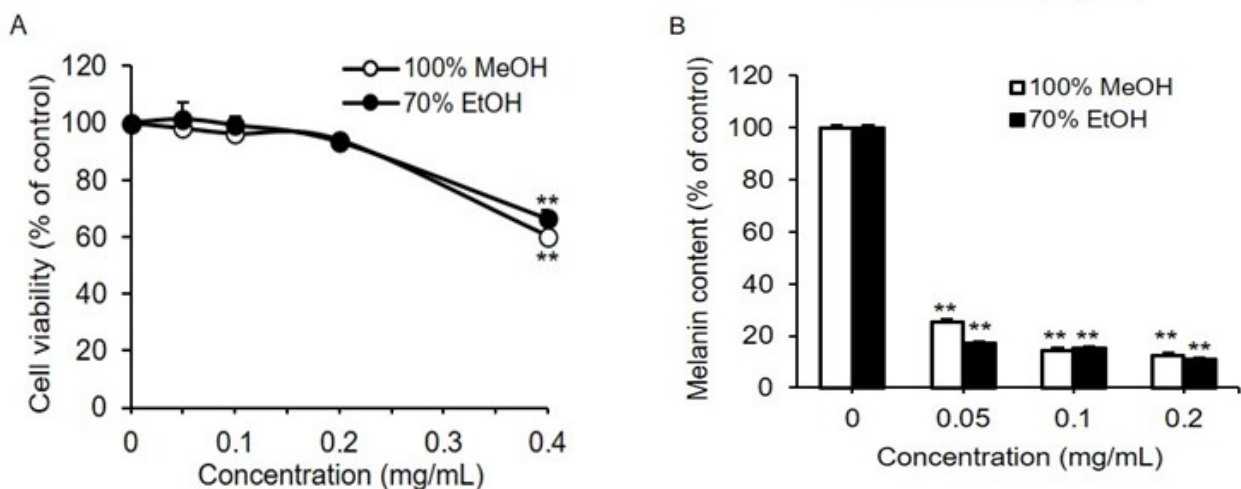 A
Cell viability (% of control)
120
100
80
60
40
20
0
100% MeOH
70% EtOH
**
**
0 0.1 0.2 0.3 0.4
Concentration (mg/mL)
B
Melanin content (% of control)
120
100
80
60
40
20
0
100% MeOH
70% EtOH
** ** ** ** ** **
0 0.05 0.1 0.2
Concentration (mg/mL)